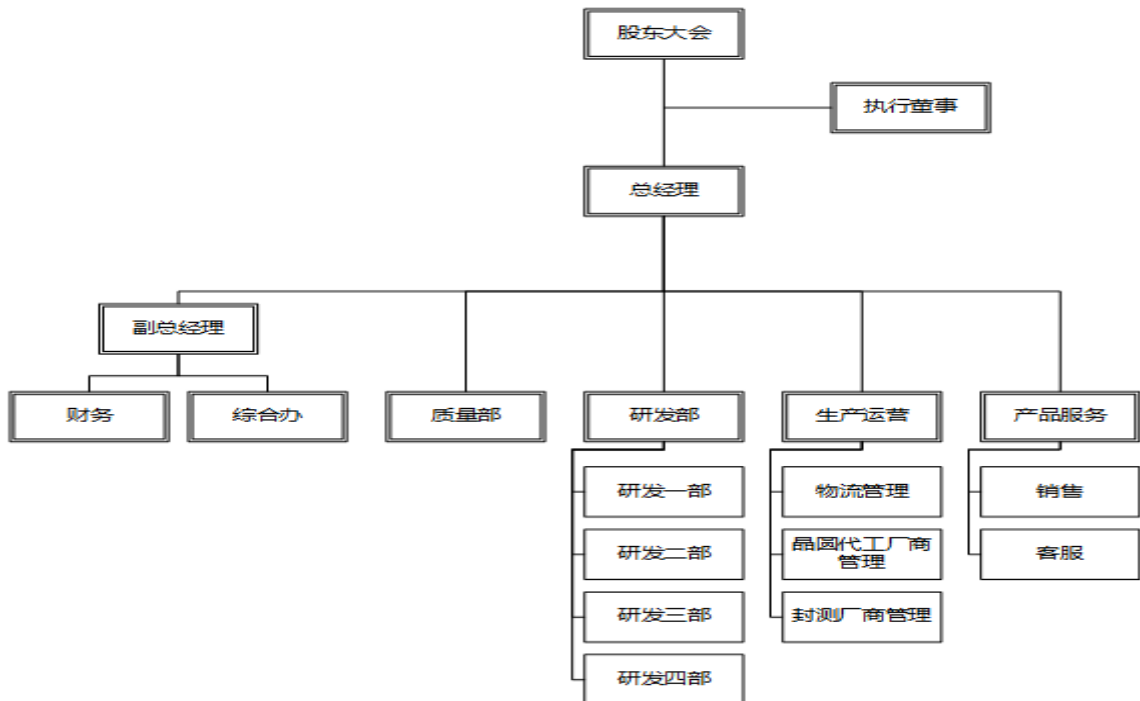 股东大会
执行董事
总经理
副总经理
财务
综合办
质量部
研发部
生产运营
产品服务
研发一部
物流管理
销售
研发二部
晶圆代工厂商
管理
客服
研发三部
封测厂商管理
研发四部